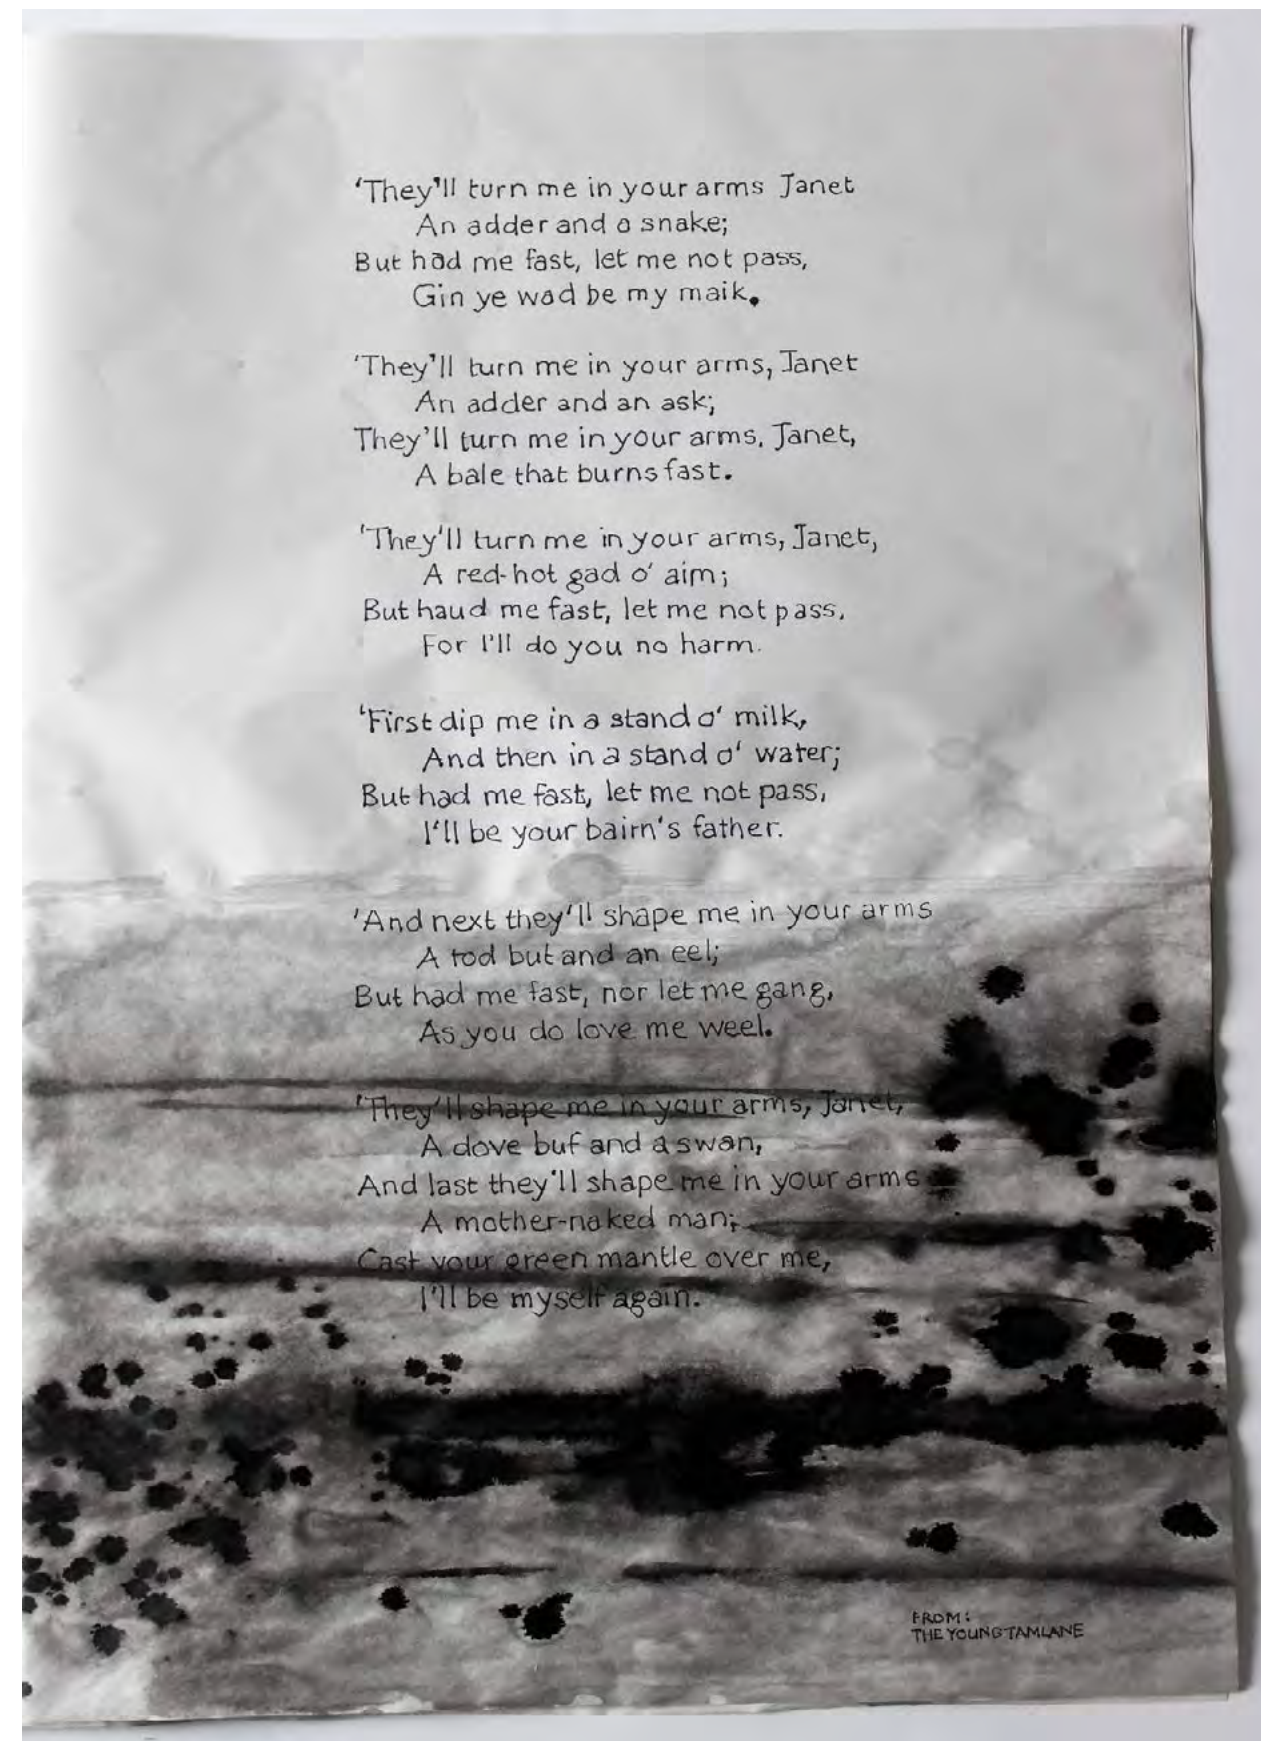 'They'll turn me in your arms Janet
An adder and a snake;
But had me fast, let me not pass,
Gin ye wad be my maik.
'They'll turn me in your arms, Janet
An adder and an ask;
They'll turn me in your arms, Janet,
A bale that burns fast.
'They'll turn me in your arms, Janet,
A red-hot gad o' aim;
But haud me fast, let me not pass,
For I'll do you no harm.
'First dip me in a stand o' milk,
And then in a stand o' water;
But had me fast, let me not pass,
I'll be your bairn's father.
'And next they'll shape me in your arms
A tod but and an eel;
But had me fast, nor let me gang,
As you do love me weel.
'They'll shape me in your arms, Janet,
A dove buf and a swan,
And last they'll shape me in your arms
A mother-naked man;
Cast your green mantle over me,
I'll be myself again.
FROM:
THE YOUNG TAMLANE